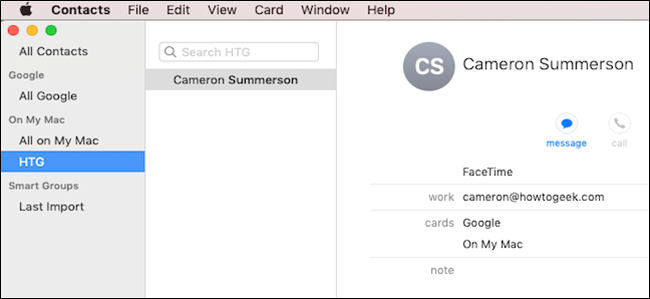 Contacts File Edit View Card Window Help
All Contacts
Google
All Google
On My Mac
All on My Mac
HTG
Smart Groups
Last Import
Search HTG
Cameron Summerson
CS
Cameron Summerson
message call
FaceTime
work cameron@howtogeek.com
cards Google
On My Mac
note